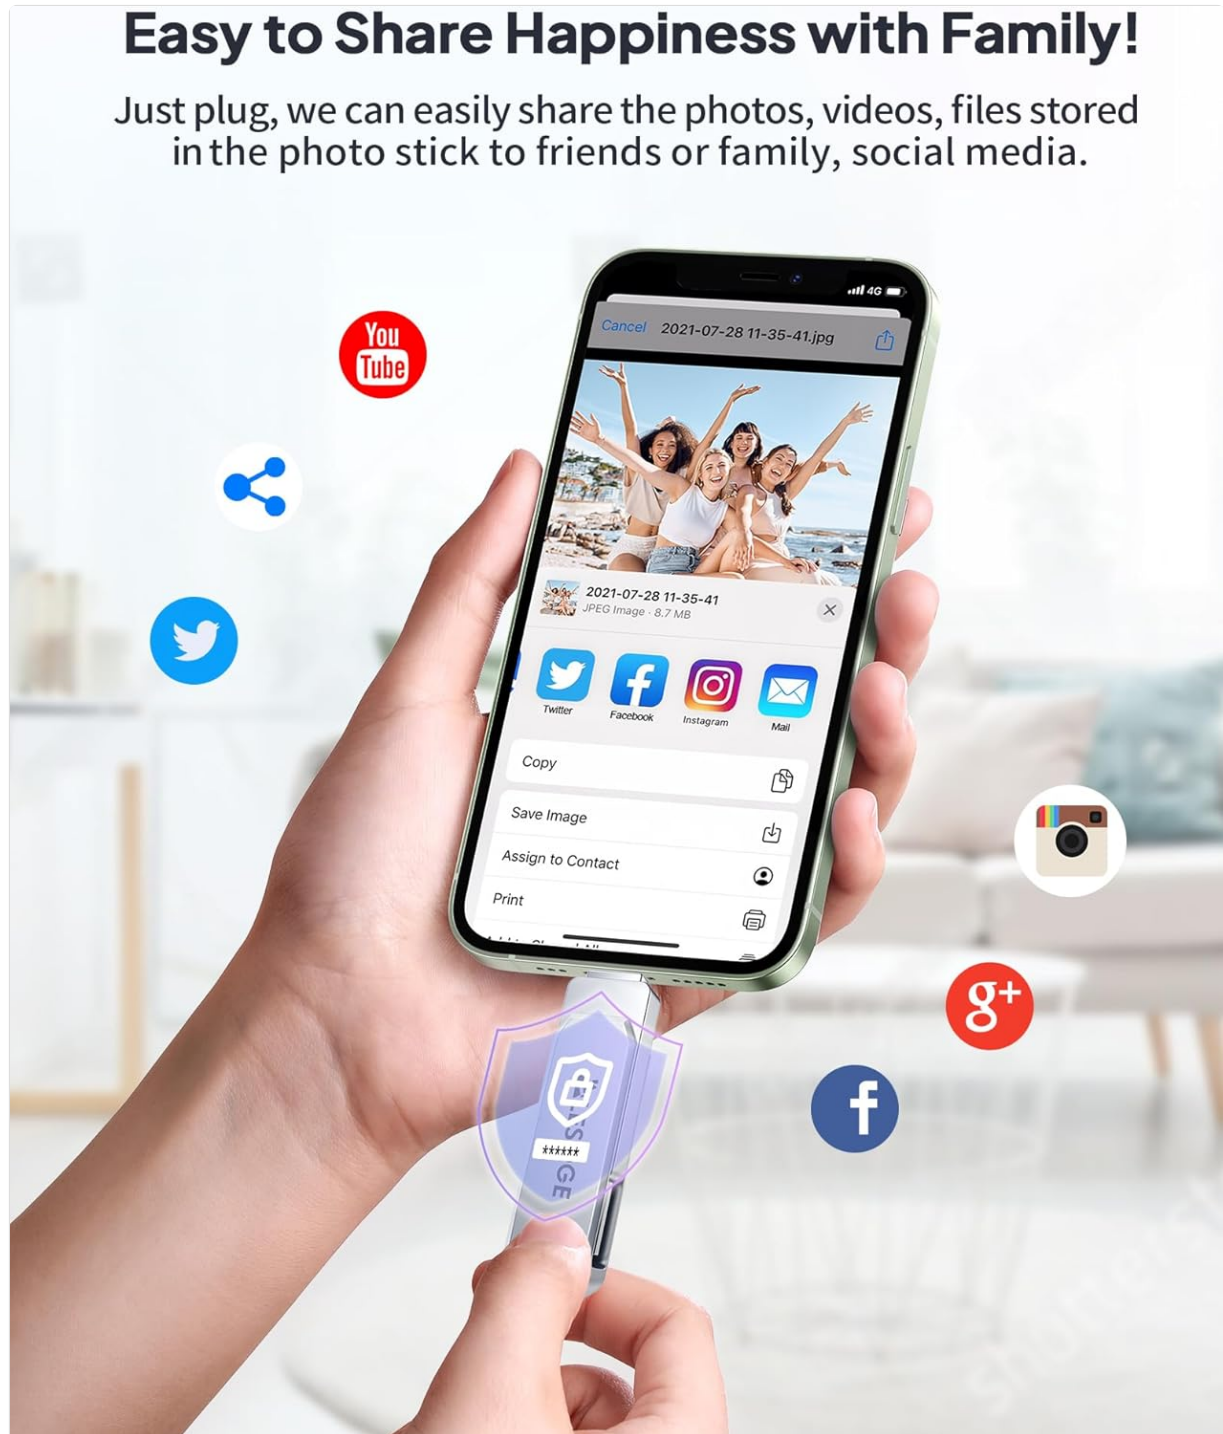 Easy to Share Happiness with Family!
Just plug, we can easily share the photos, videos, files stored
in the photo stick to friends or family, social media.
4G
Cancel 2021-07-28 11-35-41.jpg
You
Tube
2021-07-28 11-35-41
JPEG Image · 8.7 MB
Twitter Facebook Instagram Mail
Copy
Save Image
Assign to Contact
Print
g+
f
******